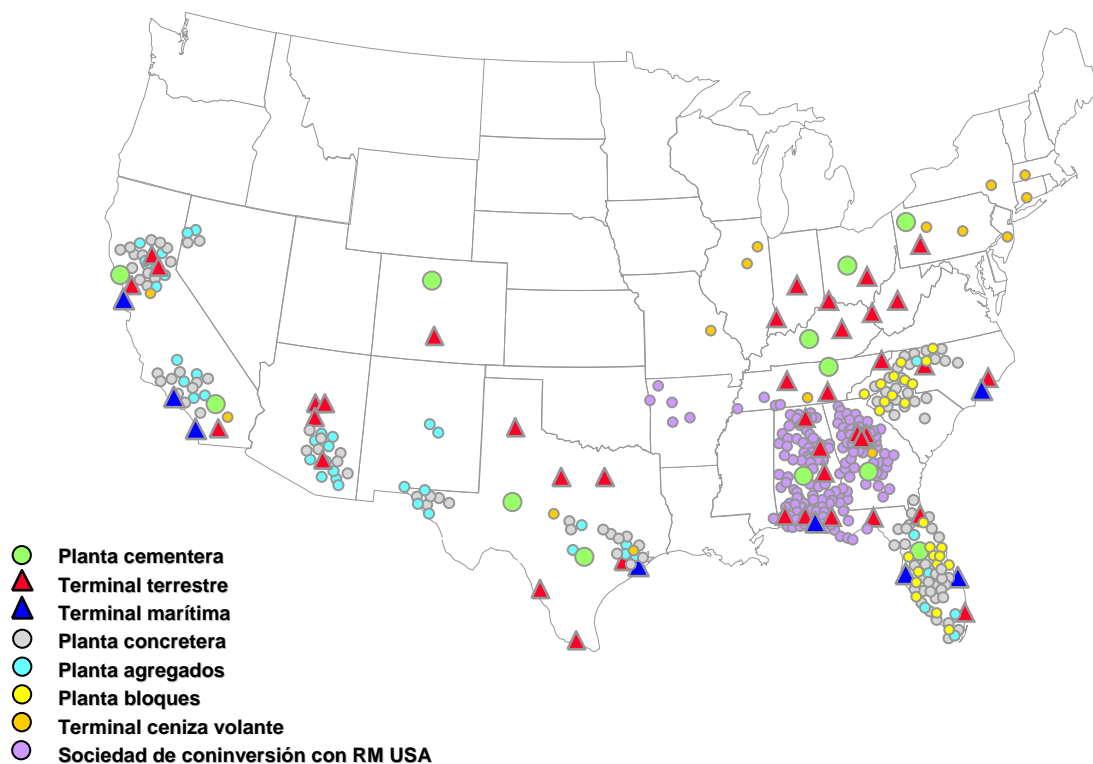 Planta cementera
Terminal terrestre
Terminal marítima
Planta concretera
Planta agregados
Planta bloques
Terminal ceniza volante
Sociedad de coninversión con RM USA